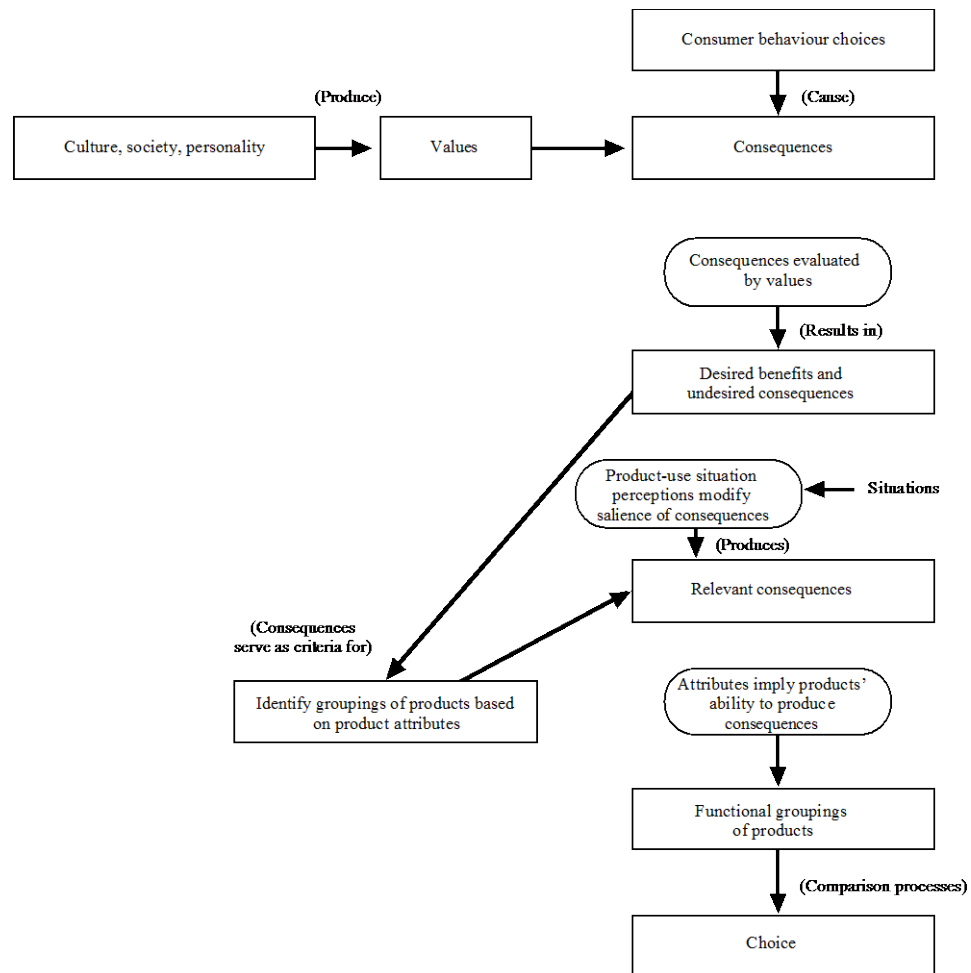 Consumer behaviour choices
(Produce)
(Cause)
Culture, society, personality
Values
Consequences
Consequences evaluated
by values
(Results in)
Desired benefits and
undesired consequences
Product-use situation
perceptions modify
salience of consequences
Situations
(Produces)
Relevant consequences
(Consequences
serve as criteria for)
Identify groupings of products based
on product attributes
Attributes imply products’
ability to produce
consequences
Functional groupings
of products
(Comparison processes)
Choice